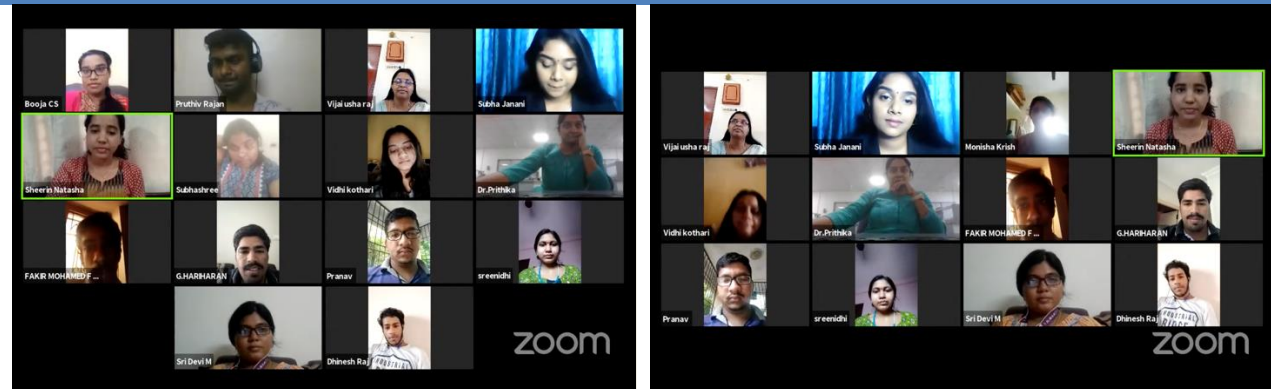 Booja CS
Pruthiv Rajan
Vijai usha raj
Subha Janani
Sheerin Natasha
Subhashree
Vidhi kothari
Dr.Prithika
FAKIR MOHAMED F ...
G.HARIHARAN
Pranav
sreenidhi
Sri Devi M
Dhinesh Raj
zoom
Vijai usha raj
Subha Janani
Monisha Krish
Sheerin Natasha
Vidhi kothari
Dr.Prithika
FAKIR MOHAMED F ...
G.HARIHARAN
Pranav
sreenidhi
Sri Devi M
Dhinesh Raj
zoom